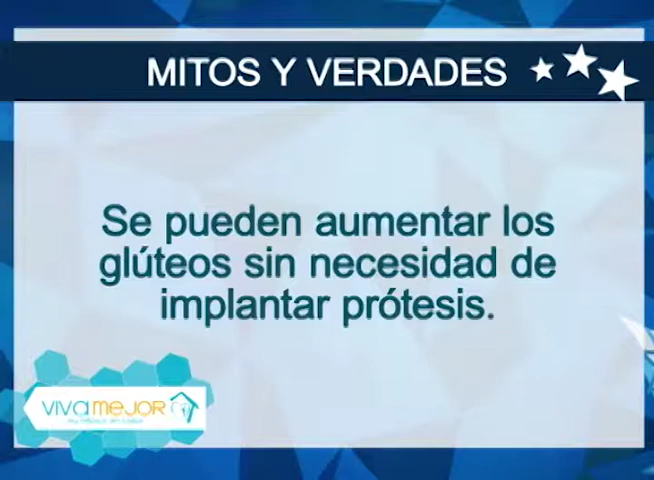 MITOS Y VERDADES
Se pueden aumentar los
glúteos sin necesidad de
implantar prótesis.
VIVa MEJOR